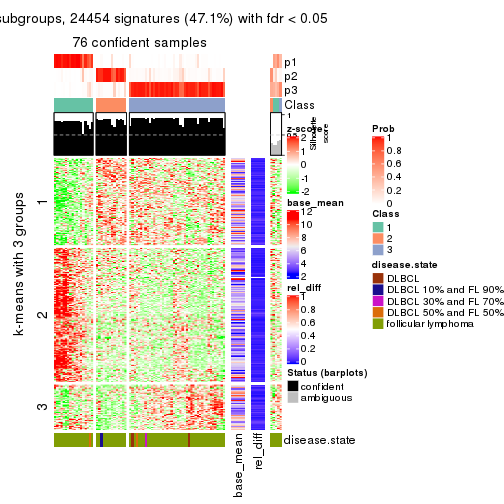 subgroups, 24454 signatures (47.1%) with fdr < 0.05
76 confident samples
p1
p2
p3
Class
1
Silhouette
score
z-score
2
1
0
-1
-2
base_mean
12
10
8
6
4
2
rel_diff
1
0.8
0.6
0.4
0.2
0
Status (barplots)
confident
ambiguous
Prob
1
0.8
0.6
0.4
0.2
0
Class
1
2
3
disease.state
DLBCL
DLBCL 10% and FL 90%
DLBCL 30% and FL 70%
DLBCL 50% and FL 50%
follicular lymphoma
k-means with 3 groups
1
2
3
disease.state
base_mean
rel_diff